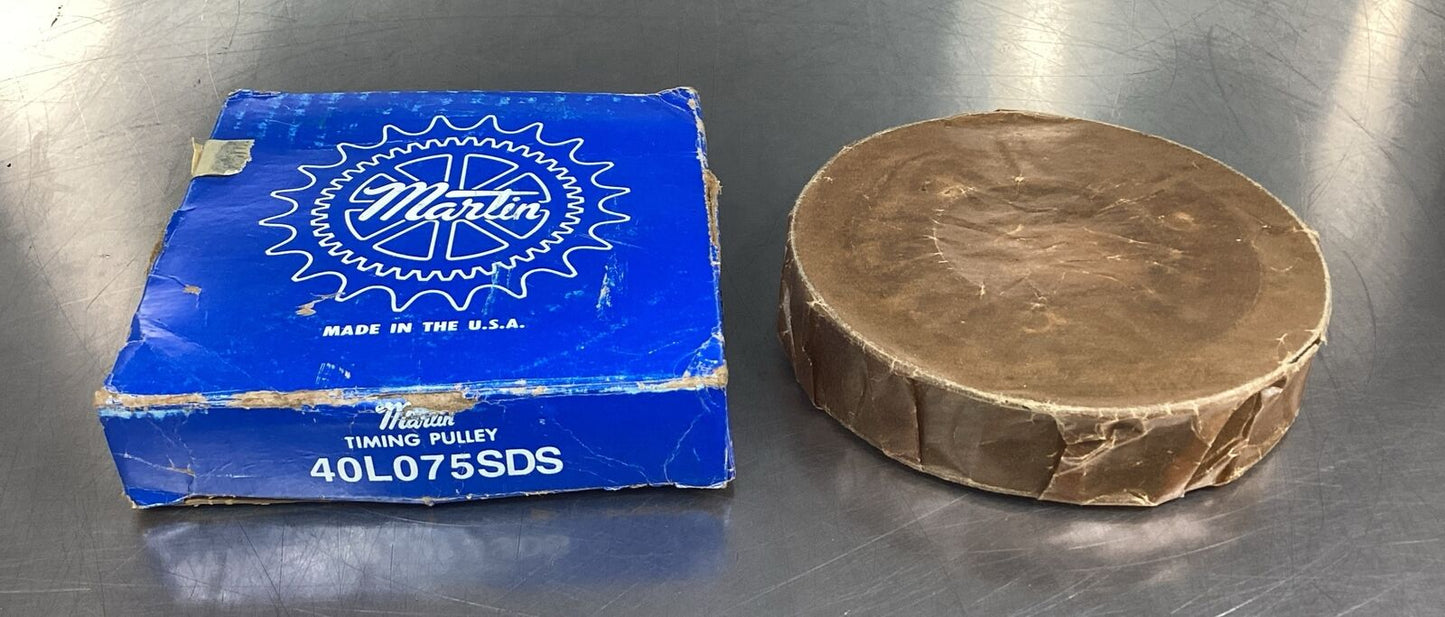 Martin
MADE IN THE U.S.A.
Martin
TIMING PULLEY
40L075SDS